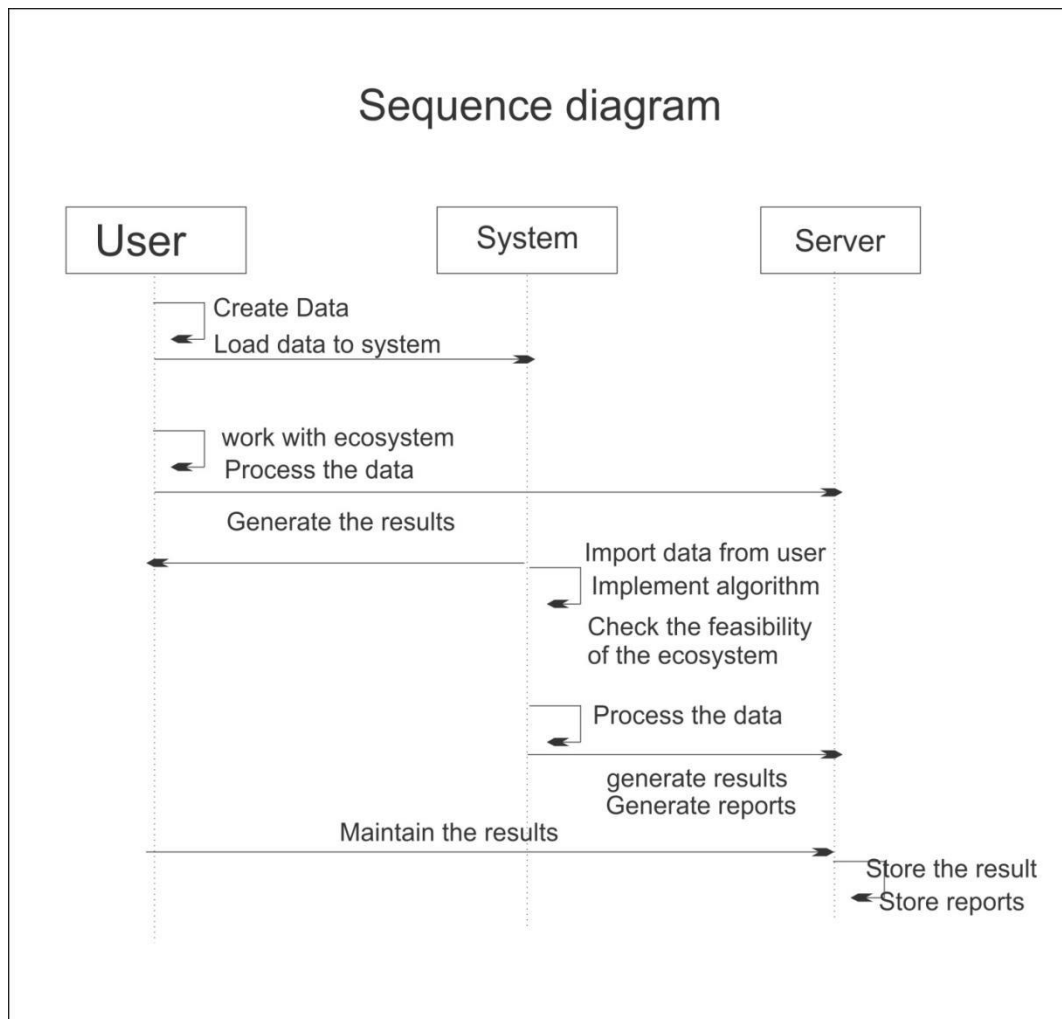 Sequence diagram
User
System
Server
Create Data
Load data to system
work with ecosystem
Process the data
Generate the results
Import data from user
Implement algorithm
Check the feasibility
of the ecosystem
Process the data
generate results
Generate reports
Maintain the results
Store the result
Store reports